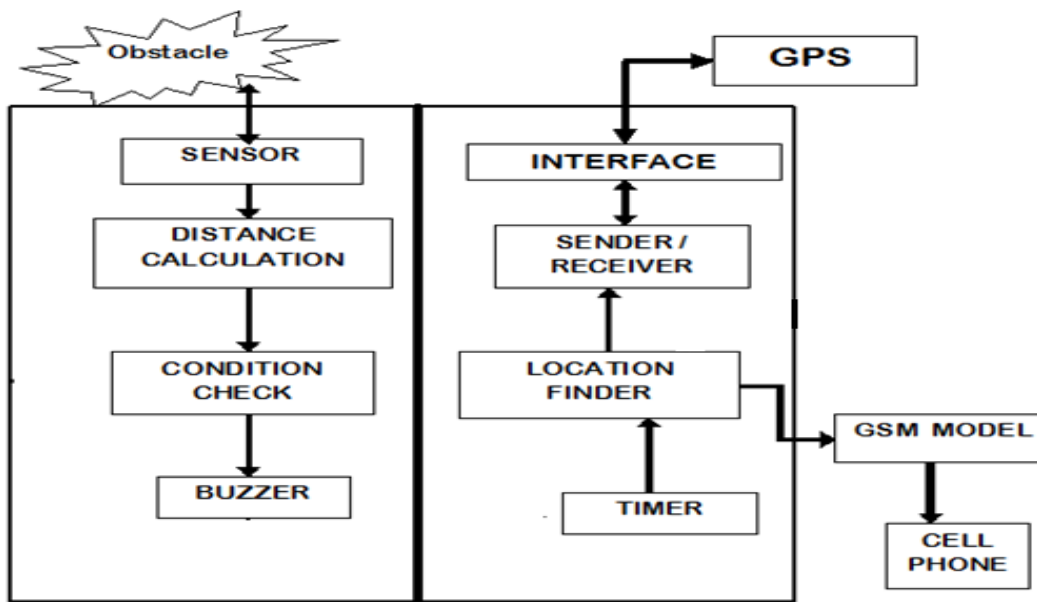 Obstacle
GPS
SENSOR
INTERFACE
DISTANCE
CALCULATION
SENDER /
RECEIVER
CONDITION
CHECK
LOCATION
FINDER
GSM MODEL
BUZZER
TIMER
CELL
PHONE